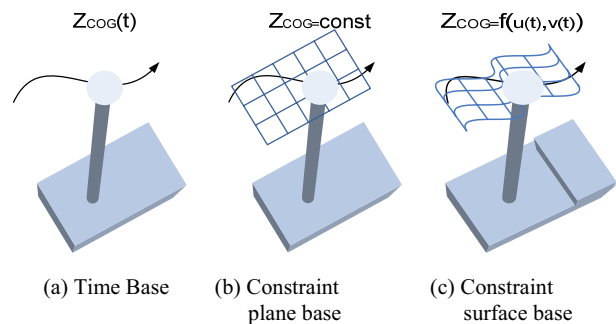 ZCOG(t)
ZCOG=const
ZCOG=f(u(t),v(t))
(a) Time Base
(b) Constraint
plane base
(c) Constraint
surface base